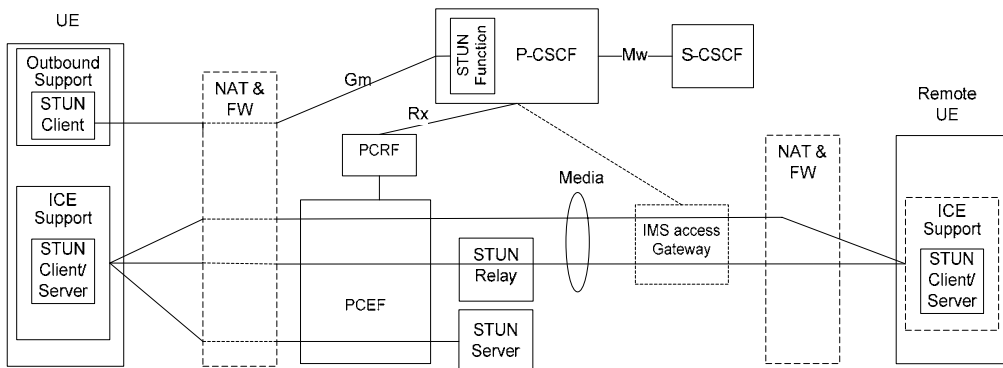 UE
Outbound
Support
STUN
Client
NAT &
FW
Gm
STUN
Function
P-CSCF
Mw
S-CSCF
Rx
PCRF
Remote
UE
NAT &
FW
Media
ICE
Support
STUN
Client/
Server
PCEF
STUN
Relay
STUN
Server
IMS access
Gateway
ICE
Support
STUN
Client/
Server